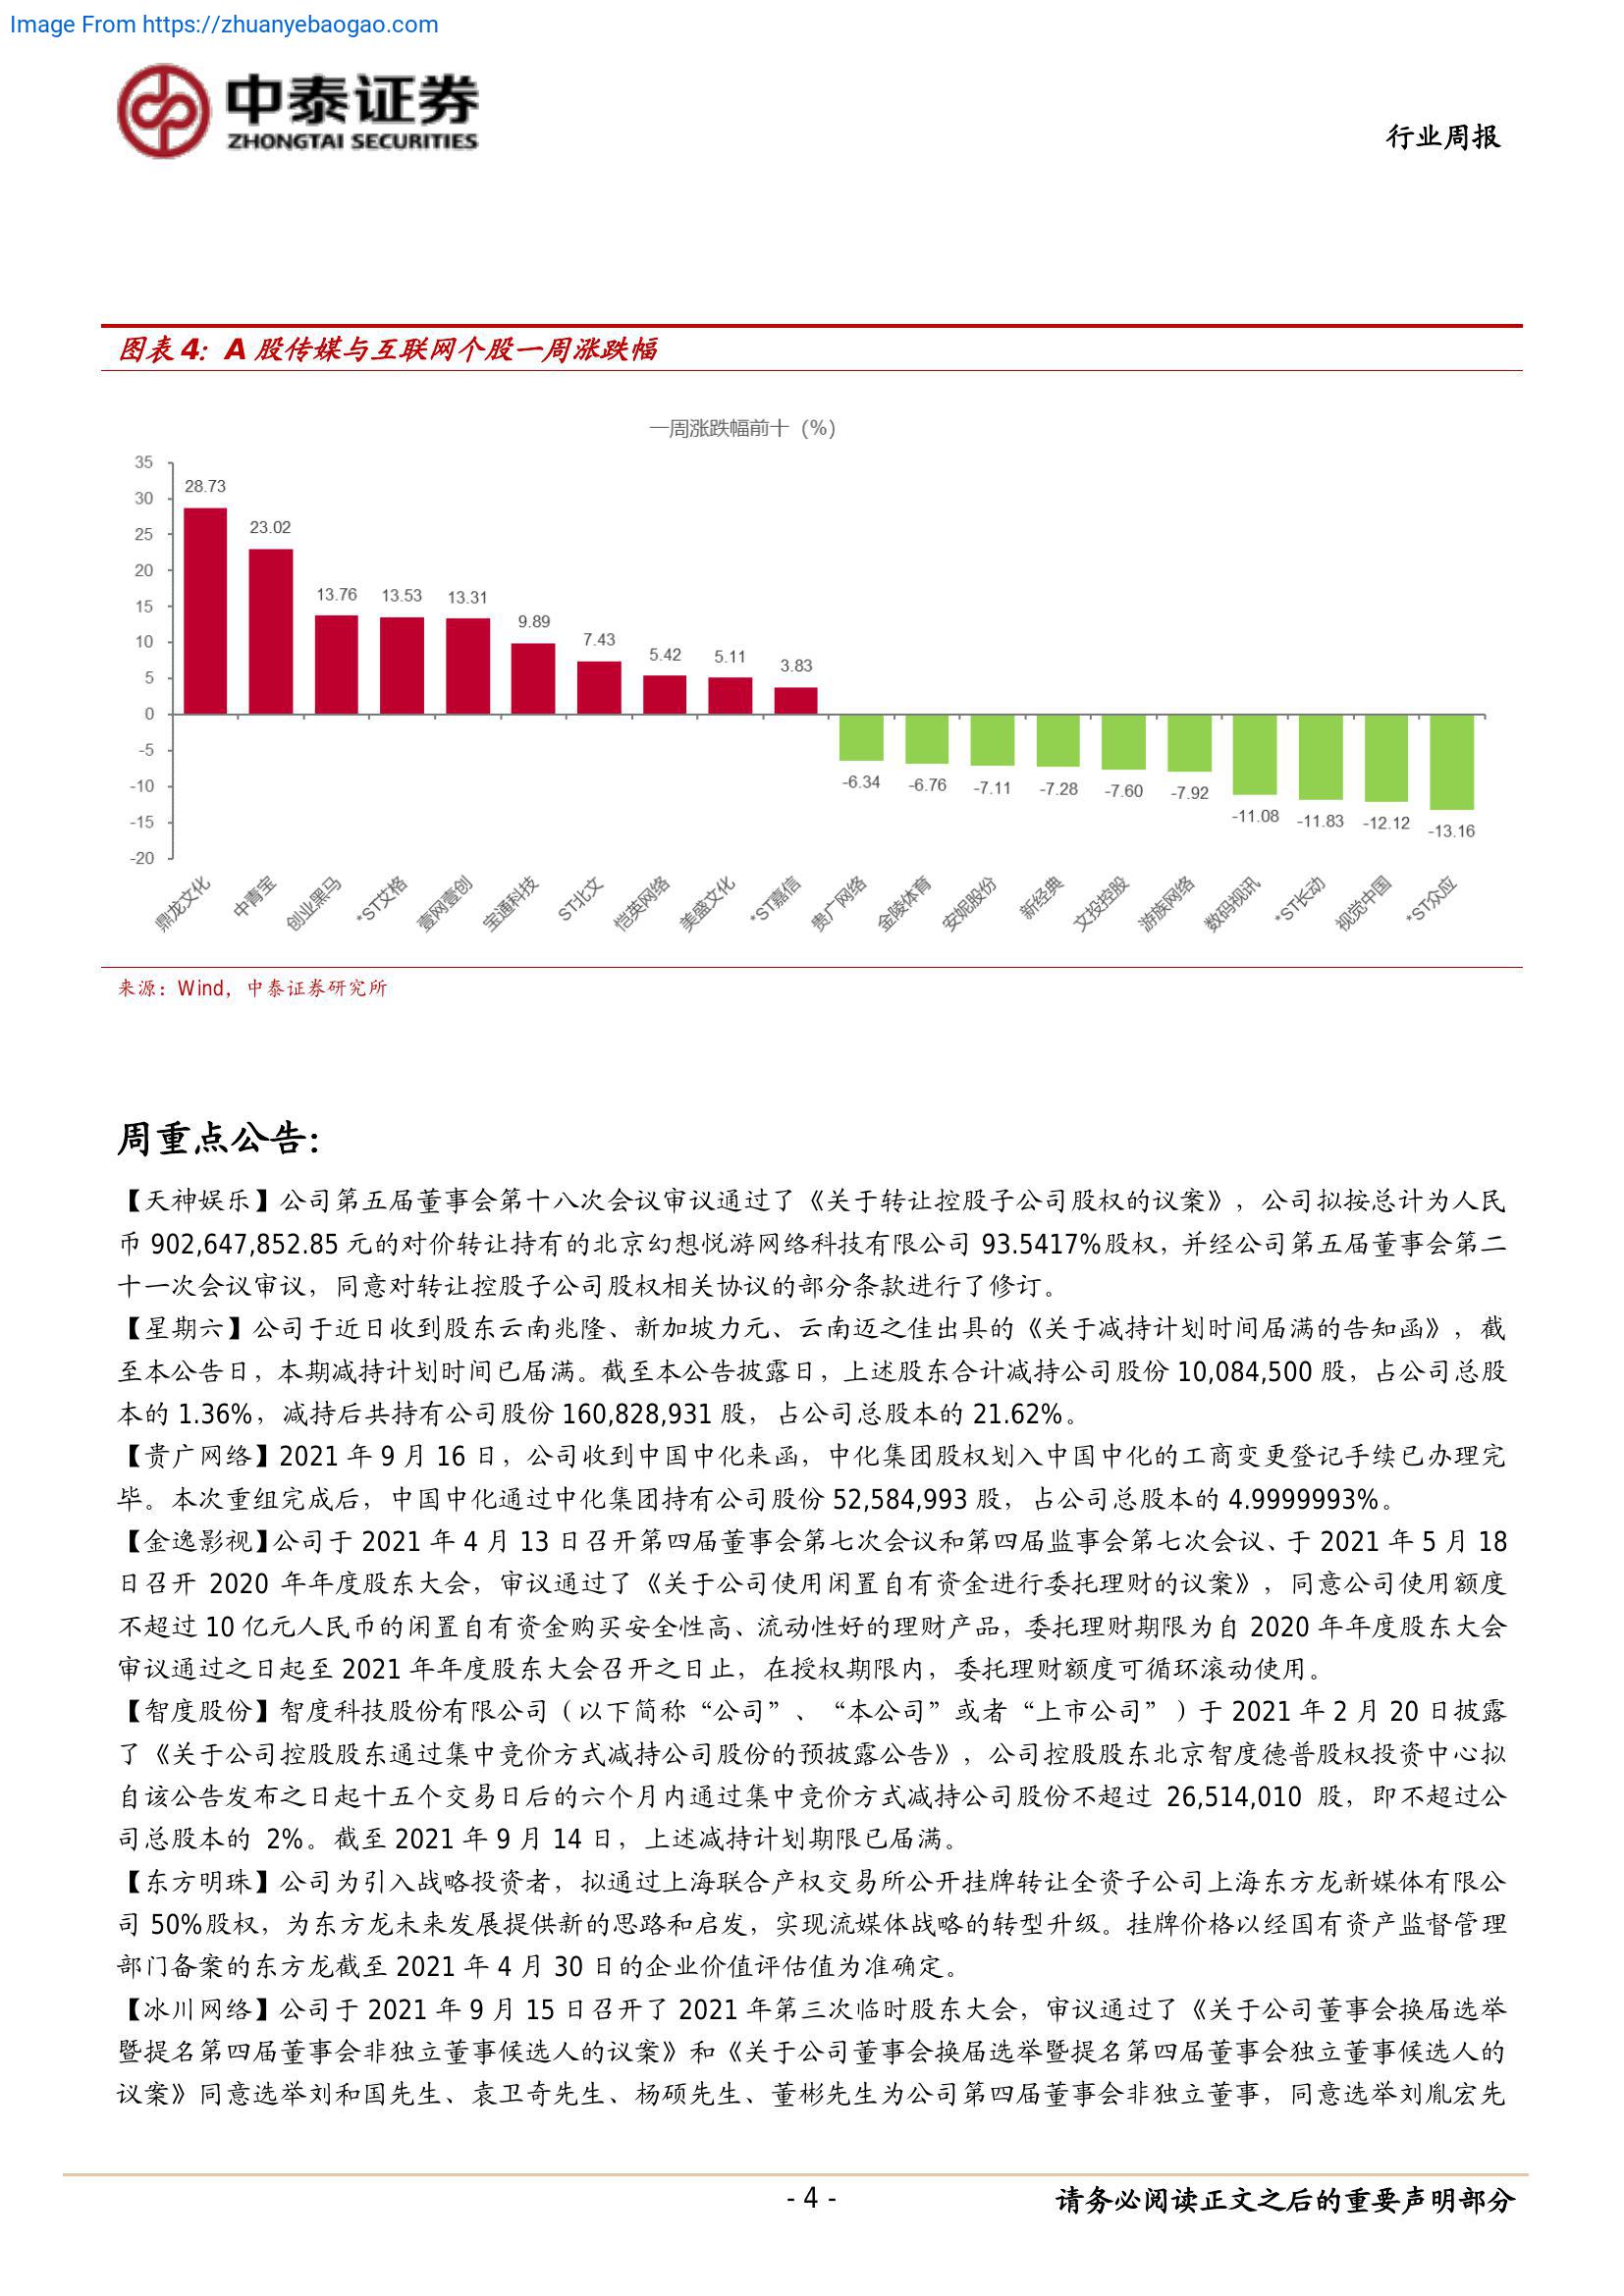 Image From https://zhuanyebaogao.com
中泰证券
ZHONGTAI SECURITIES
行业周报
图表 4：A 股传媒与互联网个股一周涨跌幅
一周涨跌幅前十（%）
35
30
25
20
15
10
5
0
-5
-10
-15
-20
28.73
23.02
13.76
13.53
13.31
9.89
7.43
5.42
5.11
3.83
-6.34
-6.76
-7.11
-7.28
-7.60
-7.92
-11.08
-11.83
-12.12
-13.16
鼎龙文化
中青宝
创业黑马
*ST艾格
壹网壹创
宝通科技
ST北文
恺英网络
美盛文化
*ST嘉信
贵广网络
金陵体育
安妮股份
新经典
文投控股
游族网络
数码视讯
*ST长动
视觉中国
*ST众应
来源：Wind，中泰证券研究所
周重点公告：
【天神娱乐】公司第五届董事会第十八次会议审议通过了《关于转让控股子公司股权的议案》，公司拟按总计为人民
币 902,647,852.85 元的对价转让持有的北京幻想悦游网络科技有限公司 93.5417%股权，并经公司第五届董事会第二
十一次会议审议，同意对转让控股子公司股权相关协议的部分条款进行了修订。
【星期六】公司于近日收到股东云南兆隆、新加坡力元、云南迈之佳出具的《关于减持计划时间届满的告知函》，截
至本公告日，本期减持计划时间已届满。截至本公告披露日，上述股东合计减持公司股份 10,084,500 股，占公司总股
本的 1.36%，减持后共持有公司股份 160,828,931 股，占公司总股本的 21.62%。
【贵广网络】2021 年 9 月 16 日，公司收到中国中化来函，中化集团股权划入中国中化的工商变更登记手续已办理完
毕。本次重组完成后，中国中化通过中化集团持有公司股份 52,584,993 股，占公司总股本的 4.9999993%。
【金逸影视】公司于 2021 年 4 月 13 日召开第四届董事会第七次会议和第四届监事会第七次会议、于 2021 年 5 月 18
日召开 2020 年年度股东大会，审议通过了《关于公司使用闲置自有资金进行委托理财的议案》，同意公司使用额度
不超过 10 亿元人民币的闲置自有资金购买安全性高、流动性好的理财产品，委托理财期限为自 2020 年年度股东大会
审议通过之日起至 2021 年年度股东大会召开之日止，在授权期限内，委托理财额度可循环滚动使用。
【智度股份】智度科技股份有限公司（以下简称“公司”、“本公司”或者“上市公司”）于 2021 年 2 月 20 日披露
了《关于公司控股股东通过集中竞价方式减持公司股份的预披露公告》，公司控股股东北京智度德普股权投资中心拟
自该公告发布之日起十五个交易日后的六个月内通过集中竞价方式减持公司股份不超过 26,514,010 股，即不超过公
司总股本的 2%。截至 2021 年 9 月 14 日，上述减持计划期限已届满。
【东方明珠】公司为引入战略投资者，拟通过上海联合产权交易所公开挂牌转让全资子公司上海东方龙新媒体有限公
司 50%股权，为东方龙未来发展提供新的思路和启发，实现流媒体战略的转型升级。挂牌价格以经国有资产监督管理
部门备案的东方龙截至 2021 年 4 月 30 日的企业价值评估值为准确定。
【冰川网络】公司于 2021 年 9 月 15 日召开了 2021 年第三次临时股东大会，审议通过了《关于公司董事会换届选举
暨提名第四届董事会非独立董事候选人的议案》和《关于公司董事会换届选举暨提名第四届董事会独立董事候选人的
议案》同意选举刘和国先生、袁卫奇先生、杨硕先生、董彬先生为公司第四届董事会非独立董事，同意选举刘胤宏先
- 4 -
请务必阅读正文之后的重要声明部分